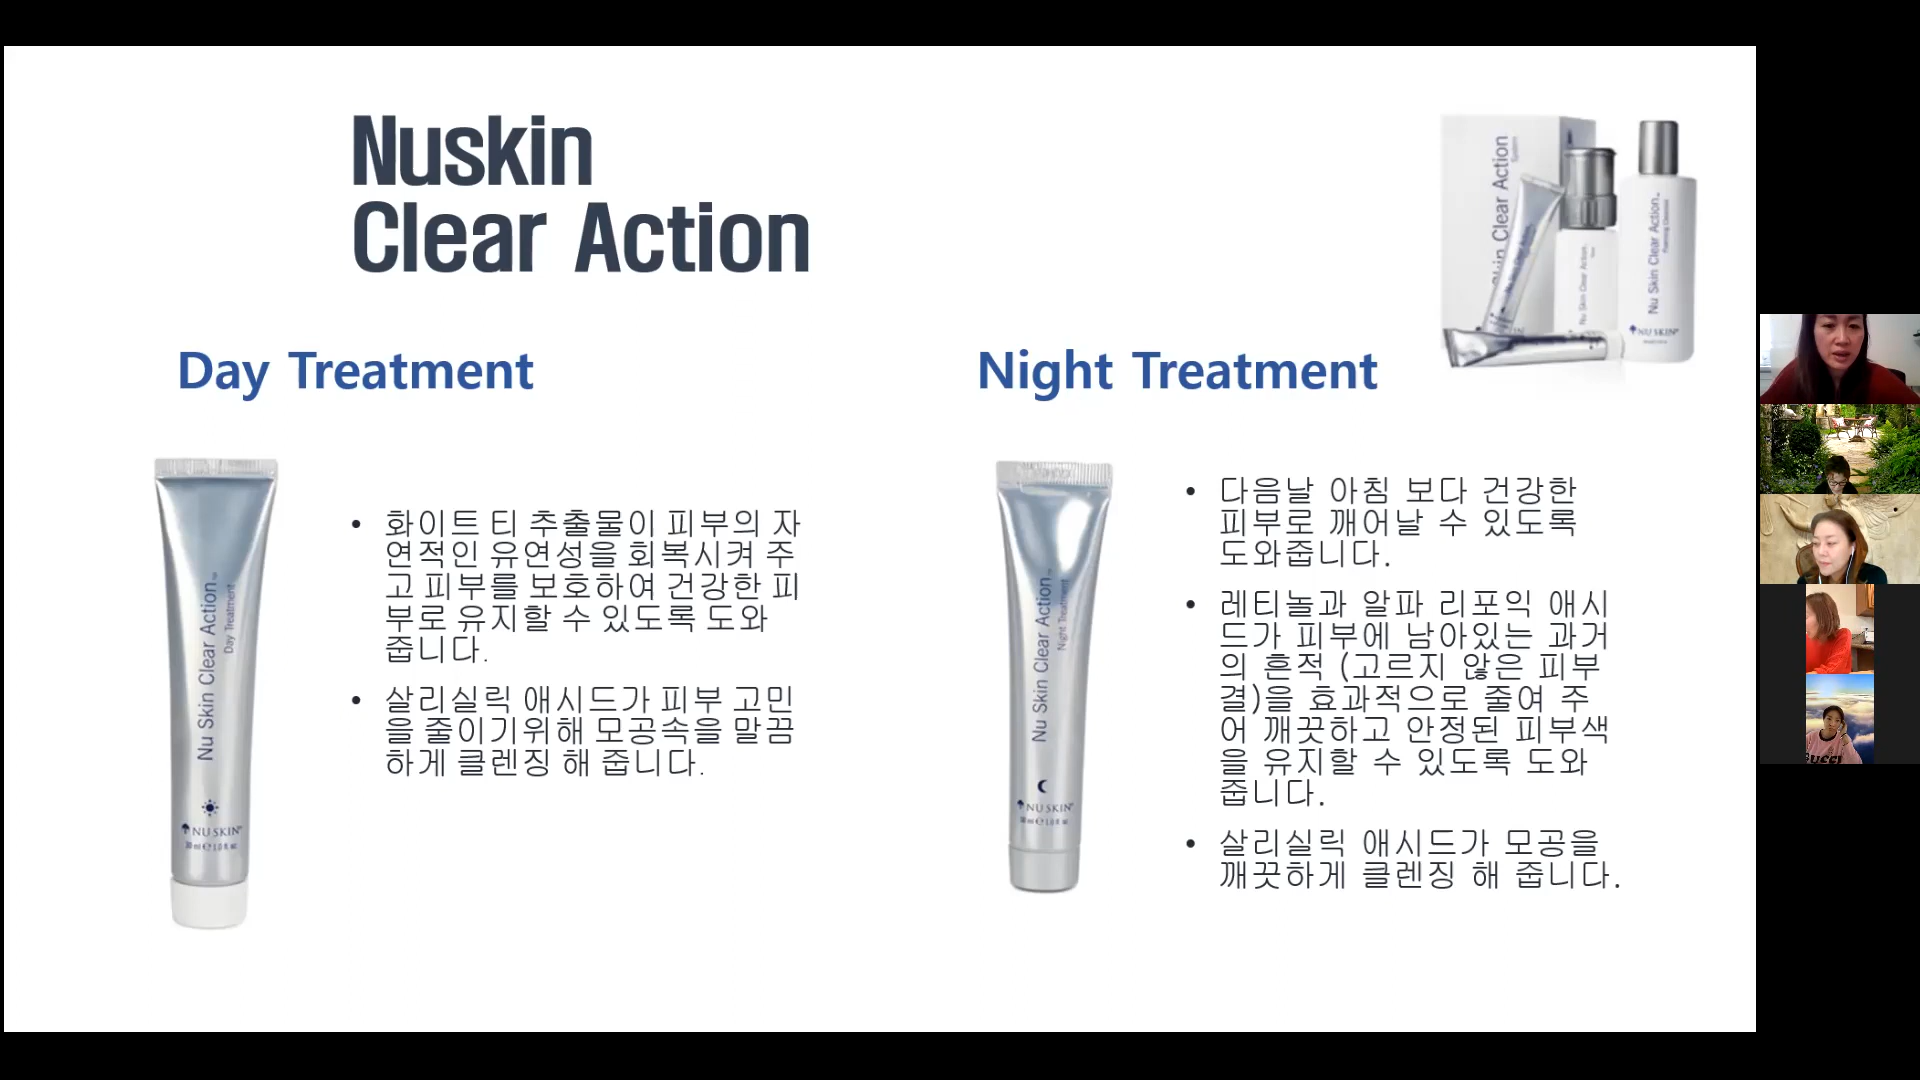 Nuskin
Clear Action
Day Treatment
Night Treatment
• 화이트 티 추출물이 피부의 자
연적인 유연성을 회복시켜 주
고 피부를 보호하여 건강한 피
부로 유지할 수 있도록 도와
줍니다.
• 살리실릭 애시드가 피부 고민
을 줄이기위해 모공속을 말끔
하게 클렌징 해 줍니다.
• 다음날 아침 보다 건강한
피부로 깨어날 수 있도록
도와줍니다.
• 레티놀과 알파 리포익 애시
드가 피부에 남아있는 과거
의 흔적 (고르지 않은 피부
결)을 효과적으로 줄여 주
어 깨끗하고 안정된 피부색
을 유지할 수 있도록 도와
줍니다.
• 살리실릭 애시드가 모공을
깨끗하게 클렌징 해 줍니다.
Nu Skin Clear Action™
Day Treatment
NU SKIN®
30 ml ℮ 1.0 fl. oz.
Nu Skin Clear Action™
Night Treatment
NU SKIN®
30 ml ℮ 1.0 fl. oz.
Skin Clear Action
System
Nu Skin Clear Action
Nu Skin Clear Action™
Foaming Cleanser
NU SKIN®
GUCCI